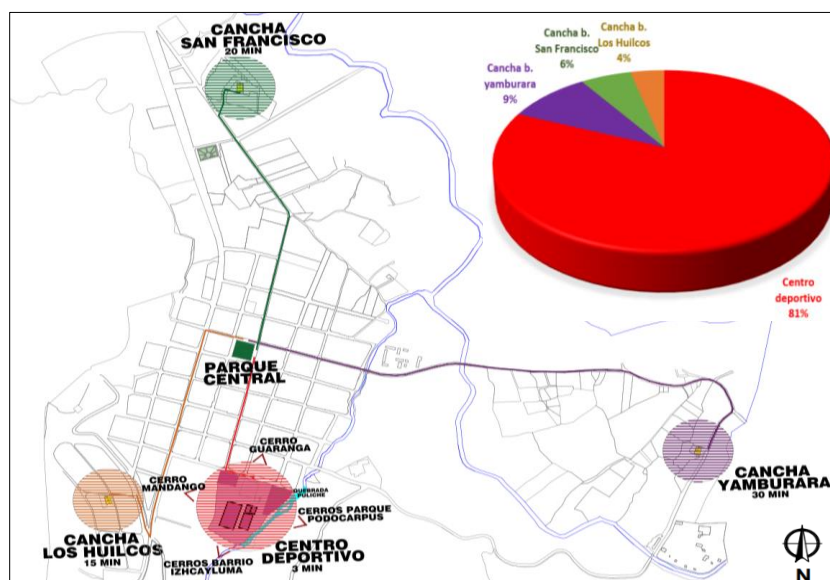 CANCHA
SAN FRANCISCO
20 MIN
Cancha b.
San Francisco
6%
Cancha b.
Los Huilcos
4%
Cancha b.
yamburara
9%
Centro
deportivo
81%
PARQUE
CENTRAL
CERRO
GUARANGA
CERRO
MANDANGO
QUEBRADA
PULICHE
CERROS PARQUE
PODOCARPUS
CANCHA
YAMBURARA
30 MIN
CANCHA
LOS HUILCOS
15 MIN
CERROS BARRIO
IZHCAYLUMA
CENTRO
DEPORTIVO
3 MIN
N